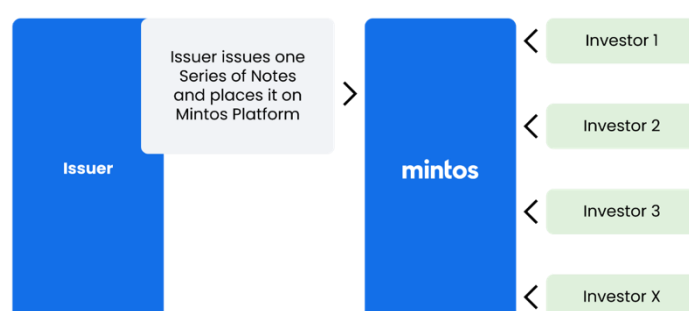 Issuer
Issuer issues one
Series of Notes
and places it on
Mintos Platform
mintos
Investor 1
Investor 2
Investor 3
Investor X